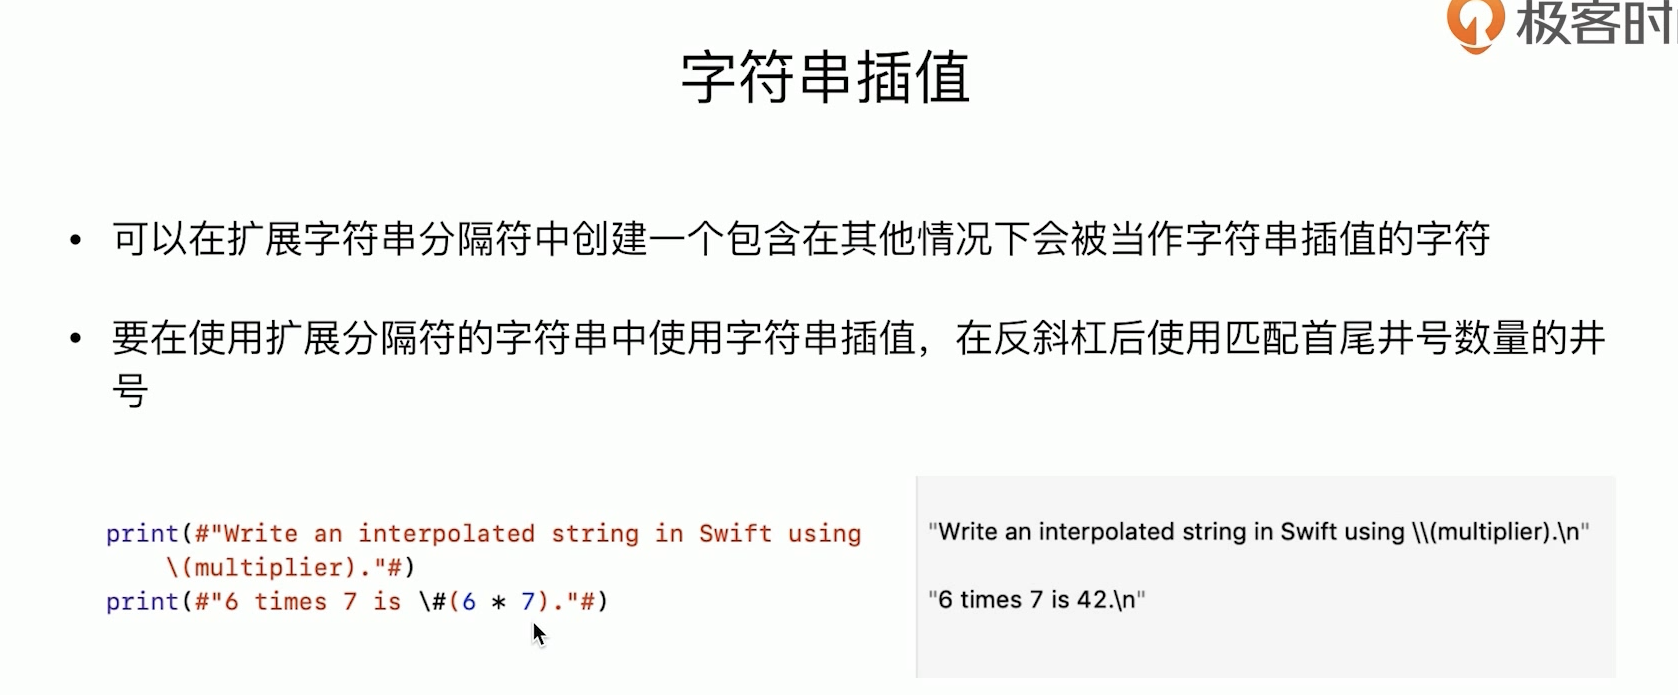 极客时
字符串插值
• 可以在扩展字符串分隔符中创建一个包含在其他情况下会被当作字符串插值的字符
• 要在使用扩展分隔符的字符串中使用字符串插值，在反斜杠后使用匹配首尾井号数量的井
号
print(#"Write an interpolated string in Swift using
\(multiplier)."#)
print(#"6 times 7 is \#(6 * 7)."#)
"Write an interpolated string in Swift using \\(multiplier).\n"
"6 times 7 is 42.\n"